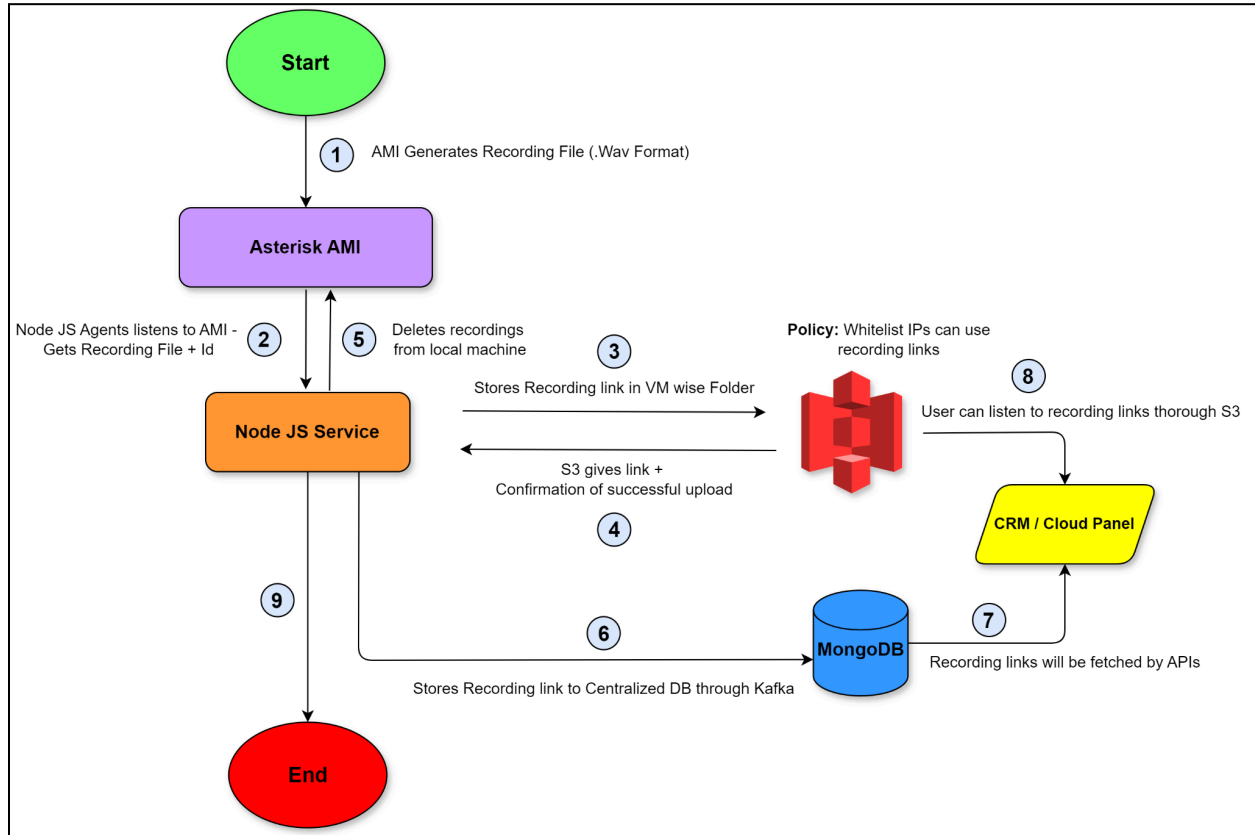 Start
1
AMI Generates Recording File (.Wav Format)
Asterisk AMI
Node JS Agents listens to AMI -
Gets Recording File + Id
2
5
Deletes recordings
from local machine
3
Stores Recording link in VM wise Folder
Policy: Whitelist IPs can use
recording links
8
User can listen to recording links thorough S3
Node JS Service
S3 gives link +
Confirmation of successful upload
4
CRM / Cloud Panel
9
6
Stores Recording link to Centralized DB through Kafka
MongoDB
7
Recording links will be fetched by APIs
End